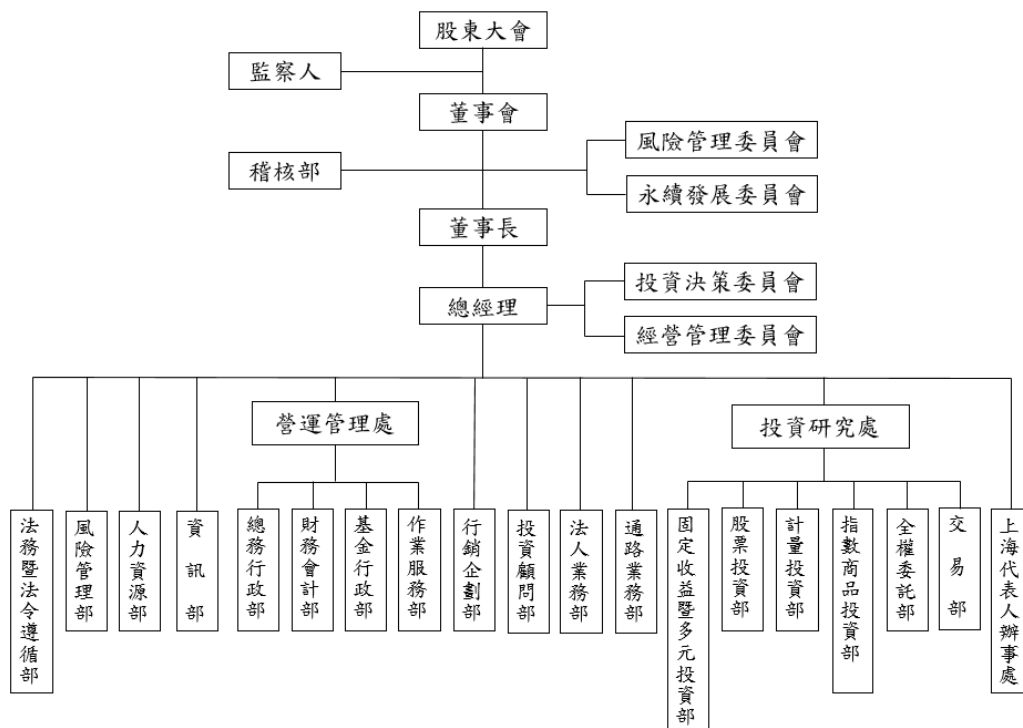 股東大會
監察人
董事會
風險管理委員會
稽核部
永續發展委員會
董事長
投資決策委員會
總經理
經營管理委員會
營運管理處
投資研究處
法務暨法令遵循部
風險管理部
人力資源部
資訊部
總務行政部
財務會計部
基金行政部
作業服務部
行銷企劃部
投資顧問部
法人業務部
通路業務部
固定收益暨多元投資部
股票投資部
計量投資部
指數商品投資部
全權委託部
交易部
上海代表人辦事處